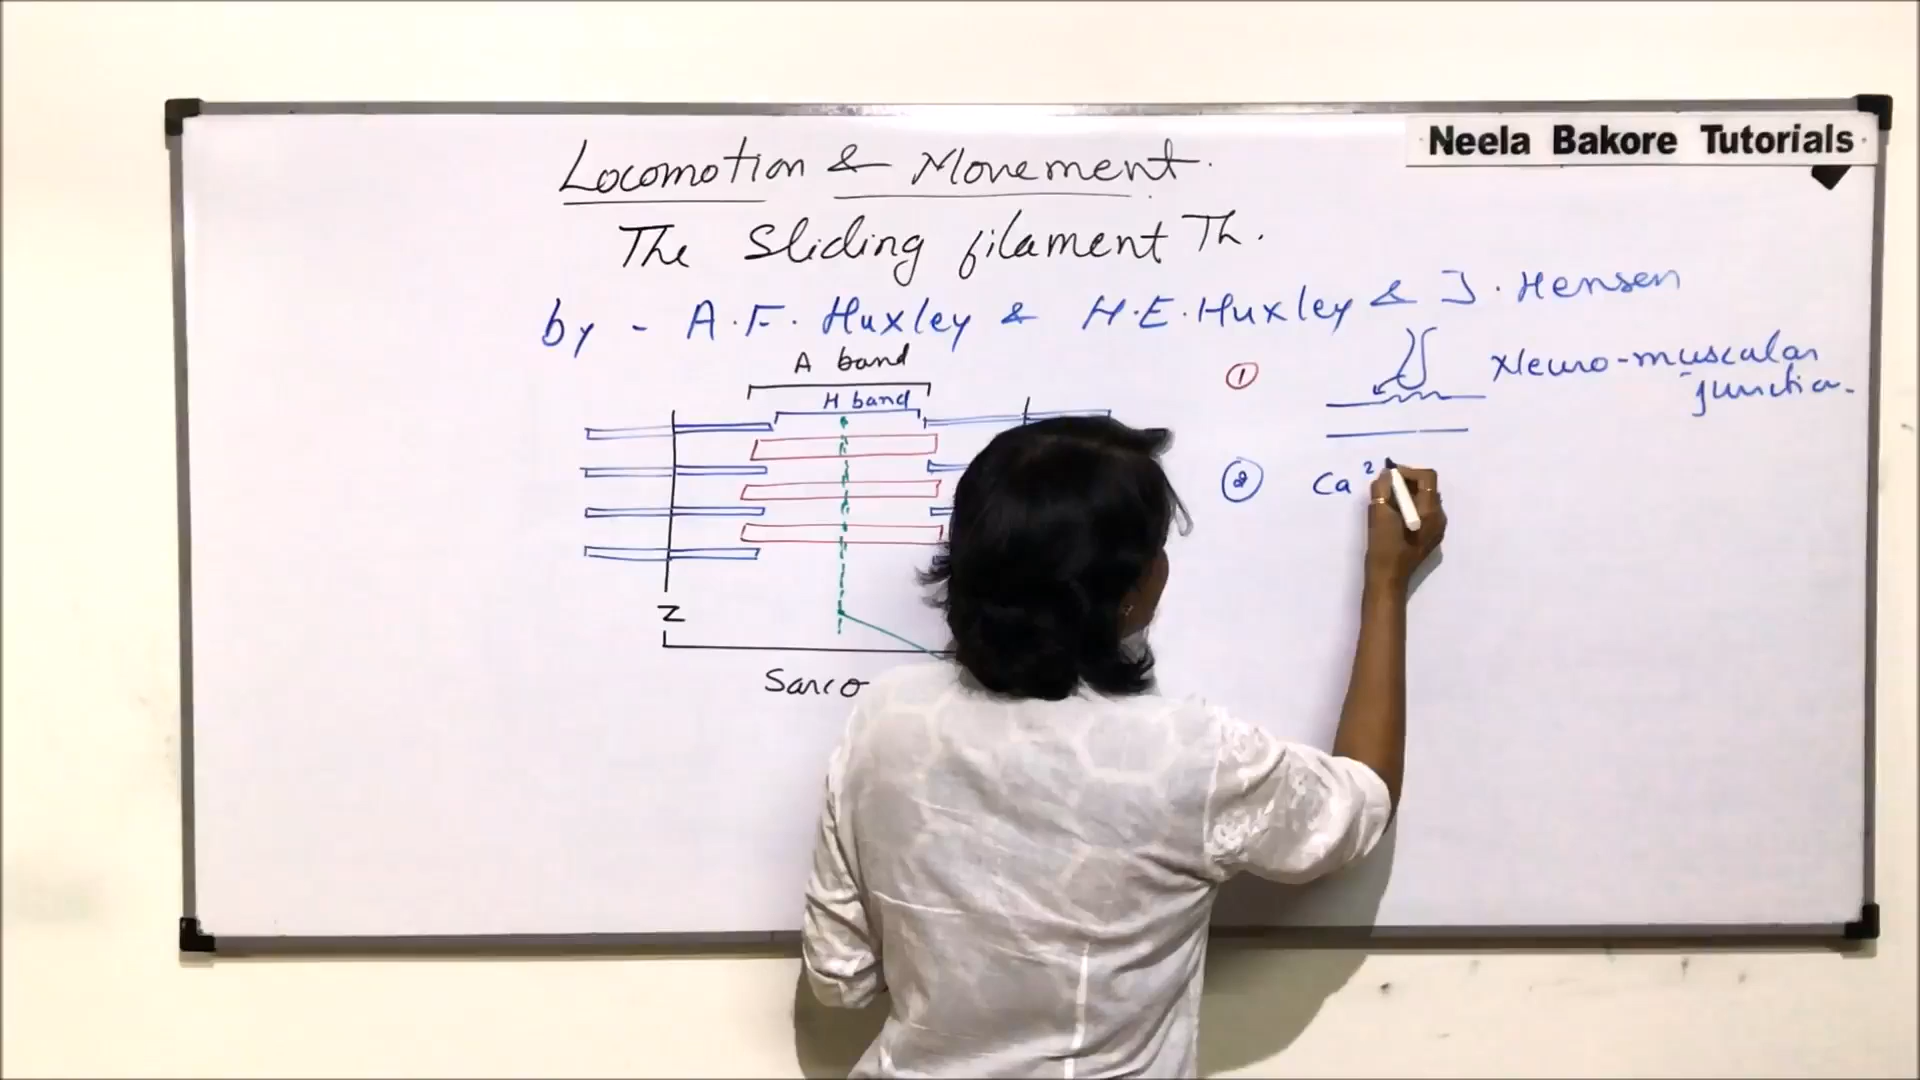 Neela Bakore Tutorials
Locomotion & Movement.
The Sliding filament Th.
by - A.F. Huxley & H.E. Huxley & J. Hensen
A band
H band
① Neuro-muscular
junction.
② Ca²
Z
Sarco